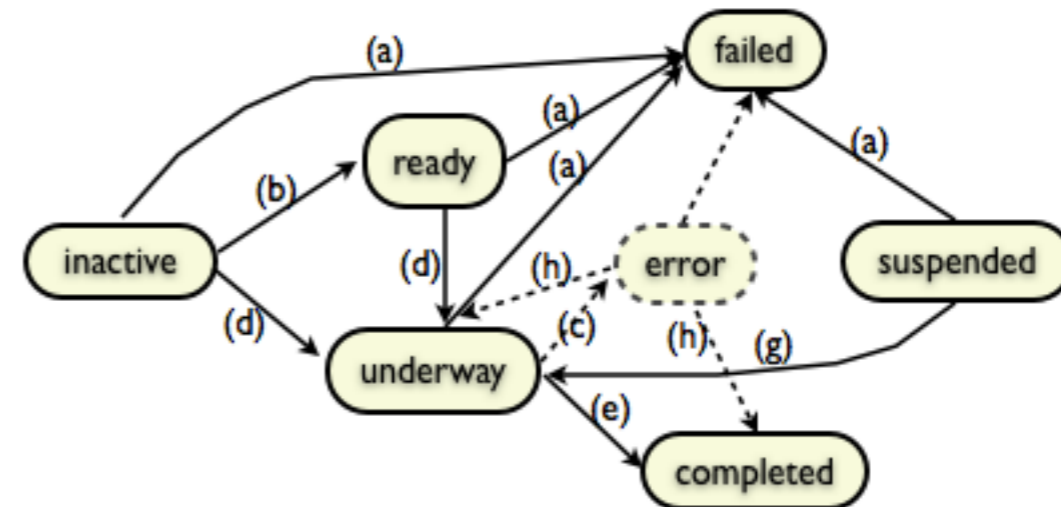 failed
(a)
(a)
ready
(a)
(a)
(b)
inactive
(d)
(h)
error
suspended
(d)
(c)
(h)
(g)
underway
(e)
completed